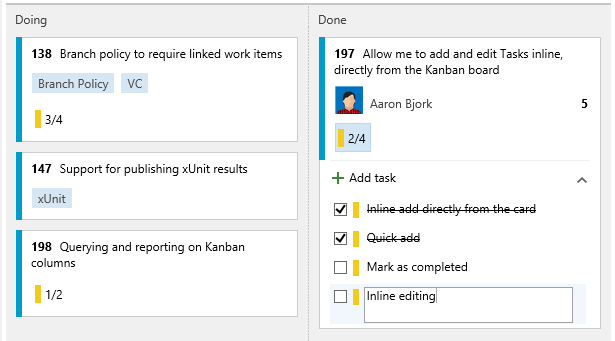 Doing
138 Branch policy to require linked work items
Branch Policy VC
3/4
147 Support for publishing xUnit results
xUnit
198 Querying and reporting on Kanban
columns
1/2
Done
197 Allow me to add and edit Tasks inline,
directly from the Kanban board
Aaron Bjork 5
2/4
Add task
Inline add directly from the card
Quick add
Mark as completed
Inline editing